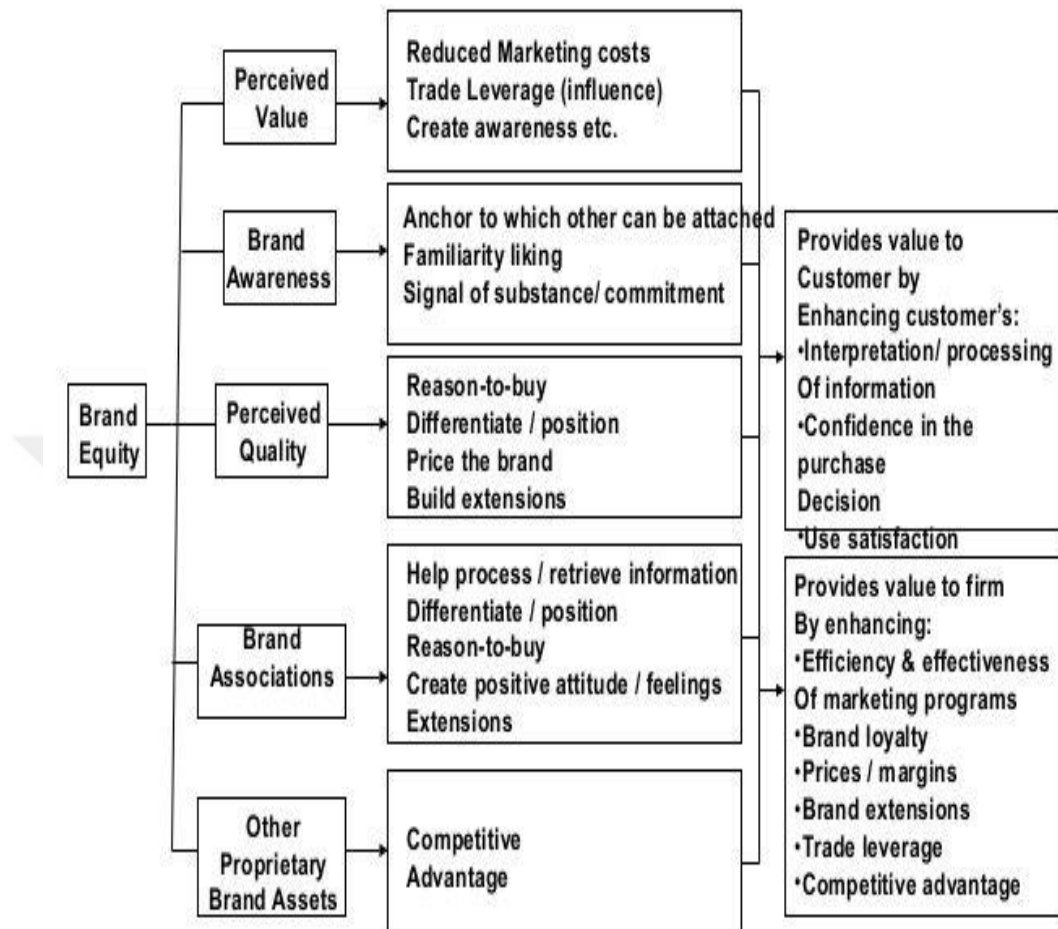 Brand
Equity
Perceived
Value
Reduced Marketing costs
Trade Leverage (influence)
Create awareness etc.
Brand
Awareness
Anchor to which other can be attached
Familiarity liking
Signal of substance/ commitment
Perceived
Quality
Reason-to-buy
Differentiate / position
Price the brand
Build extensions
Brand
Associations
Help process / retrieve information
Differentiate / position
Reason-to-buy
Create positive attitude / feelings
Extensions
Other
Proprietary
Brand Assets
Competitive
Advantage
Provides value to
Customer by
Enhancing customer's:
•Interpretation/ processing
Of information
•Confidence in the
purchase
Decision
•Use satisfaction
Provides value to firm
By enhancing:
•Efficiency & effectiveness
Of marketing programs
•Brand loyalty
•Prices / margins
•Brand extensions
•Trade leverage
•Competitive advantage